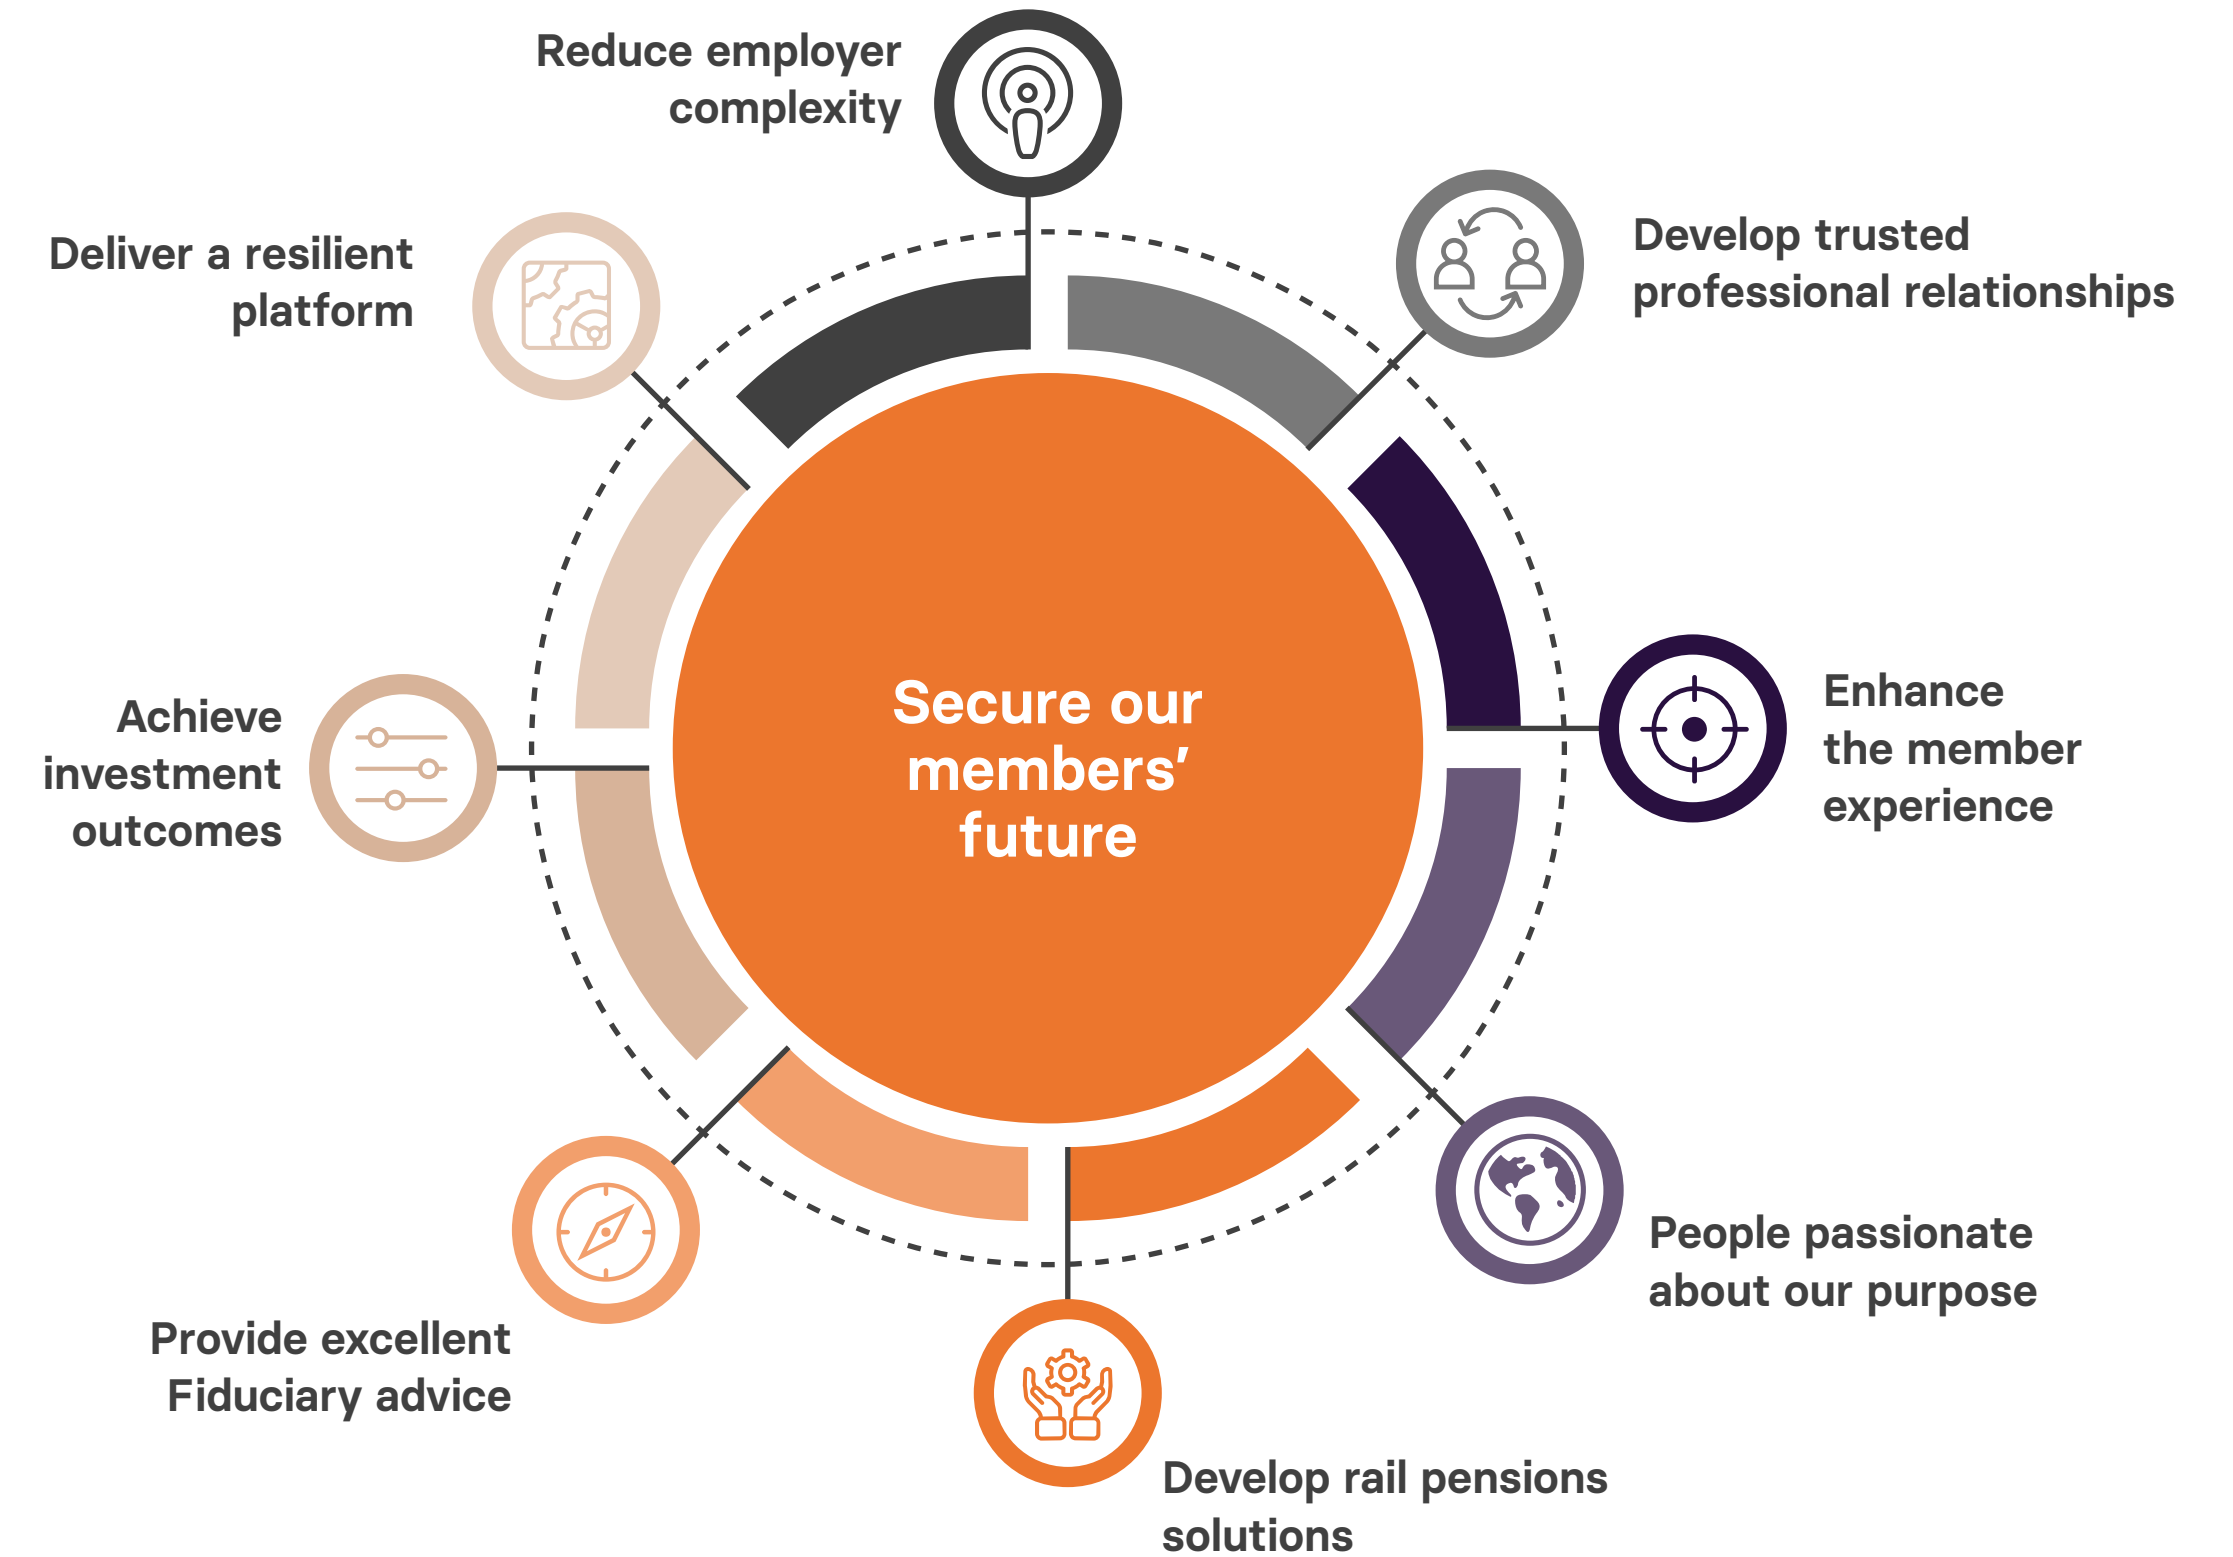 Reduce employer
complexity
Develop trusted
professional relationships
Enhance
the member
experience
People passionate
about our purpose
Develop rail pensions
solutions
Provide excellent
Fiduciary advice
Achieve
investment
outcomes
Deliver a resilient
platform
Secure our
members’
future